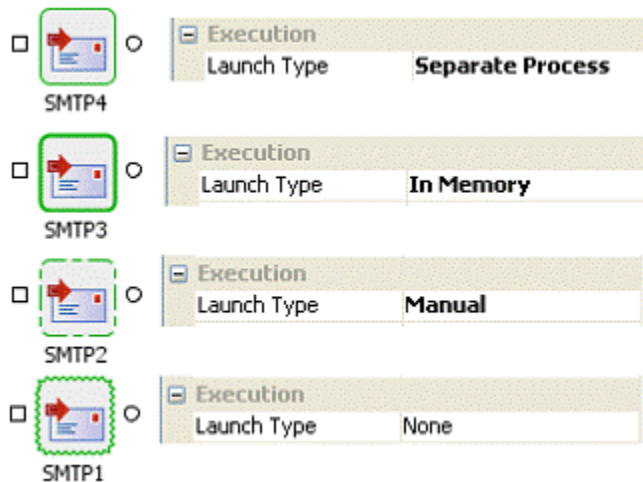 Execution
Launch Type Separate Process
SMTP4
Execution
Launch Type In Memory
SMTP3
Execution
Launch Type Manual
SMTP2
Execution
Launch Type None
SMTP1